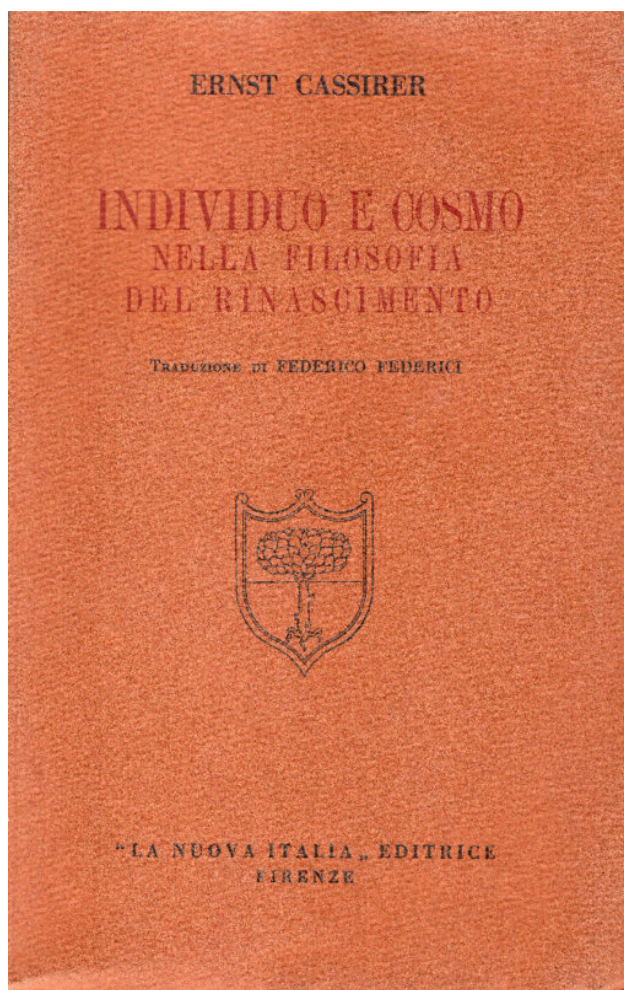 ERNST CASSIRER
INDIVIDUO E COSMO
NELLA FILOSOFIA
DEL RINASCIMENTO
TRADUZIONE DI FEDERICO FEDERICI
“LA NUOVA ITALIA„ EDITRICE
FIRENZE